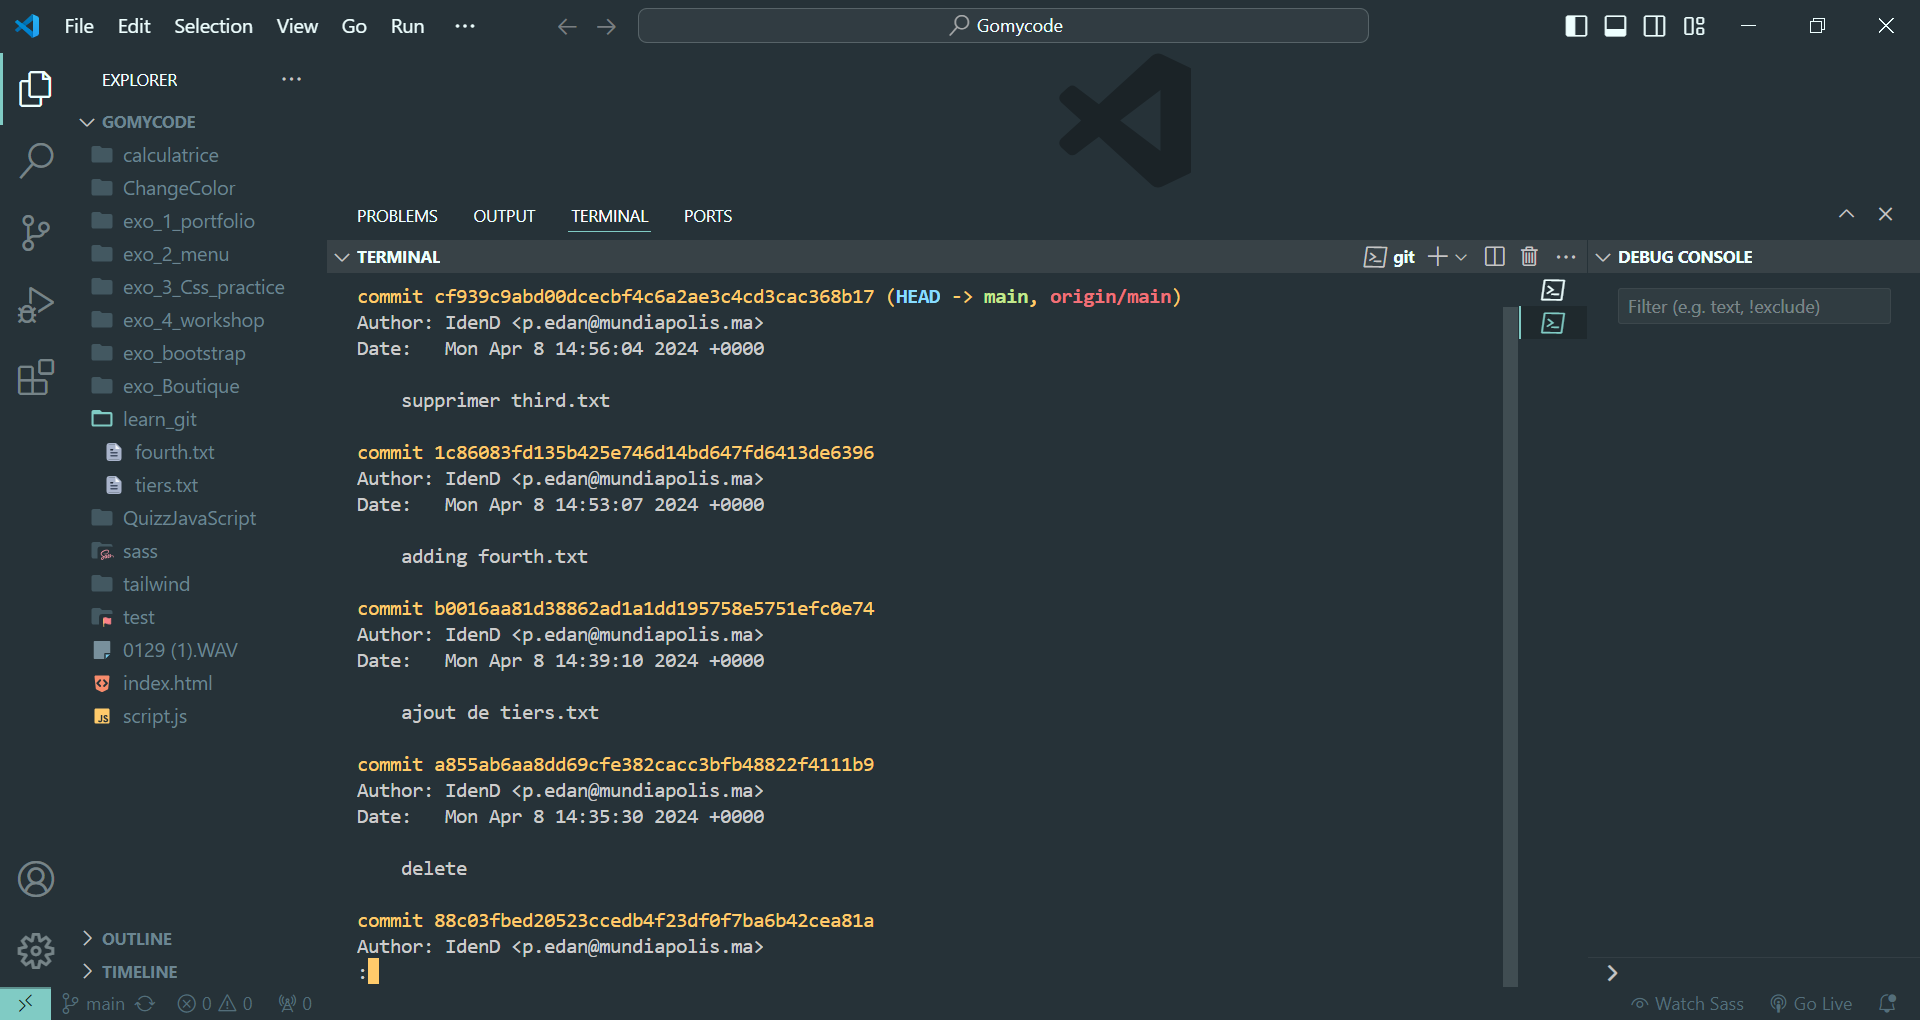 File Edit Selection View Go Run ...
Gomycode
EXPLORER
GOMYCODE
calculatrice
ChangeColor
exo_1_portfolio
exo_2_menu
exo_3_Css_practice
exo_4_workshop
exo_bootstrap
exo_Boutique
learn_git
fourth.txt
tiers.txt
QuizzJavaScript
sass
tailwind
test
0129 (1).WAV
index.html
JS script.js
OUTLINE
TIMELINE
PROBLEMS OUTPUT TERMINAL PORTS
TERMINAL
git
commit cf939c9abd00dcecbf4c6a2ae3c4cd3cac368b17 (HEAD -> main, origin/main)
Author: IdenD <p.edan@mundiapolis.ma>
Date:   Mon Apr 8 14:56:04 2024 +0000
supprimer third.txt
commit 1c86083fd135b425e746d14bd647fd6413de6396
Author: IdenD <p.edan@mundiapolis.ma>
Date:   Mon Apr 8 14:53:07 2024 +0000
adding fourth.txt
commit b0016aa81d38862ad1a1dd195758e5751efc0e74
Author: IdenD <p.edan@mundiapolis.ma>
Date:   Mon Apr 8 14:39:10 2024 +0000
ajout de tiers.txt
commit a855ab6aa8dd69cfe382cacc3bfb48822f4111b9
Author: IdenD <p.edan@mundiapolis.ma>
Date:   Mon Apr 8 14:35:30 2024 +0000
delete
commit 88c03fbed20523ccedb4f23df0f7ba6b42cea81a
Author: IdenD <p.edan@mundiapolis.ma>
:
DEBUG CONSOLE
Filter (e.g. text, !exclude)
main 0 0 0
Watch Sass Go Live